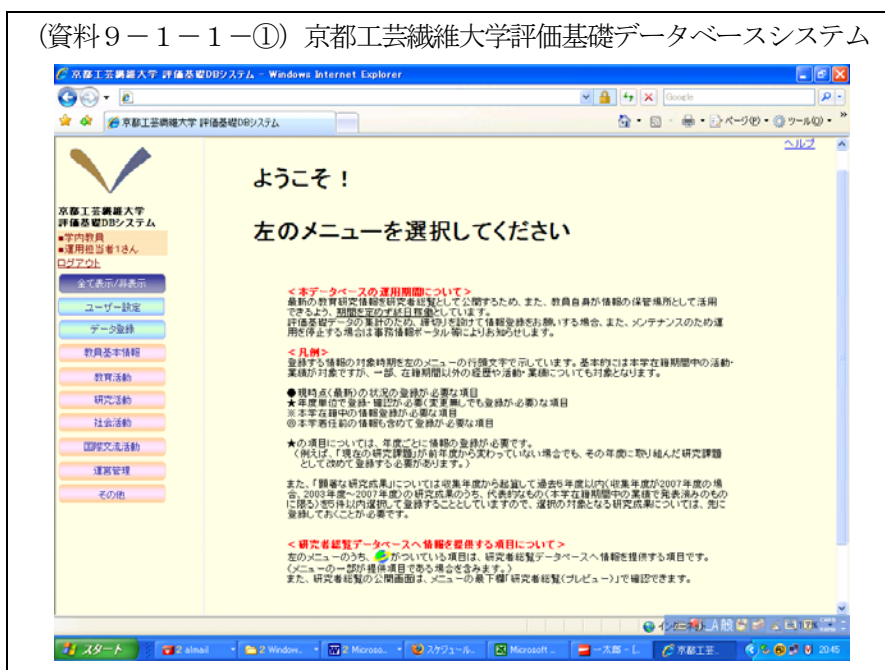 (資料9-1-1-①) 京都工芸繊維大学評価基礎データベースシステム
京都工芸繊維大学 評価基礎DBシステム - Windows Internet Explorer
Google
京都工芸繊維大学 評価基礎DBシステム
ページ(P)
ツール(O)
ヘルプ
京都工芸繊維大学
評価基礎DBシステム
■学内教員
■運用担当者1さん
ログアウト
全て表示/非表示
ユーザー設定
データ登録
教員基本情報
教育活動
研究活動
社会活動
国際交流活動
運営管理
その他
ようこそ!
左のメニューを選択してください
<本データベースの運用期間について>
最新の教育研究情報を研究者総覧として公開するため、また、教員自身が情報の保管場所として活用
できるよう、期間を定めず終日稼働としています。
評価基礎データの集計のため、締切りを設けて情報登録をお願いする場合、また、メンテナンスのため運
用を停止する場合は事務情報ポータル等によりお知らせします。
<凡例>
登録する情報の対象時期を左のメニューの行頭文字で示しています。基本的には本学在籍期間中の活動・
業績が対象ですが、一部、在籍期間以外の経歴や活動・業績についても対象となります。
●現時点(最新)の状況の登録が必要な項目
★年度単位で登録・確認が必要(変更無しでも登録が必要)な項目
※本学在籍中の情報登録が必要な項目
◎本学着任前の情報も含めて登録が必要な項目
★の項目については、年度ごとに情報の登録が必要です。
(例えば、「現在の研究課題」が前年度から変わっていない場合でも、その年度に取り組んだ研究課題
として改めて登録する必要があります。)
また、「顕著な研究成果」については収集年度から起算して過去5年度以内(収集年度が2007年度の場
合、2003年度~2007年度)の研究成果のうち、代表的なもの(本学在籍期間中の業績で発表済みのもの
に限る)を5件以内選択して登録することとしていますので、選択の対象となる研究成果については、先に
登録しておくことが必要です。
<研究者総覧データベースへ情報を提供する項目について>
左のメニューのうち、がついている項目は、研究者総覧データベースへ情報を提供する項目です。
(メニューの一部が提供項目である場合を含みます。)
また、研究者総覧の公開画面は、メニューの最下欄「研究者総覧(プレビュー)」で確認できます。
スタート
2 almail
2 Window..
2 Microso..
スケジュール..
Microsoft ..
一太郎 - [..
京都工芸..
20:45